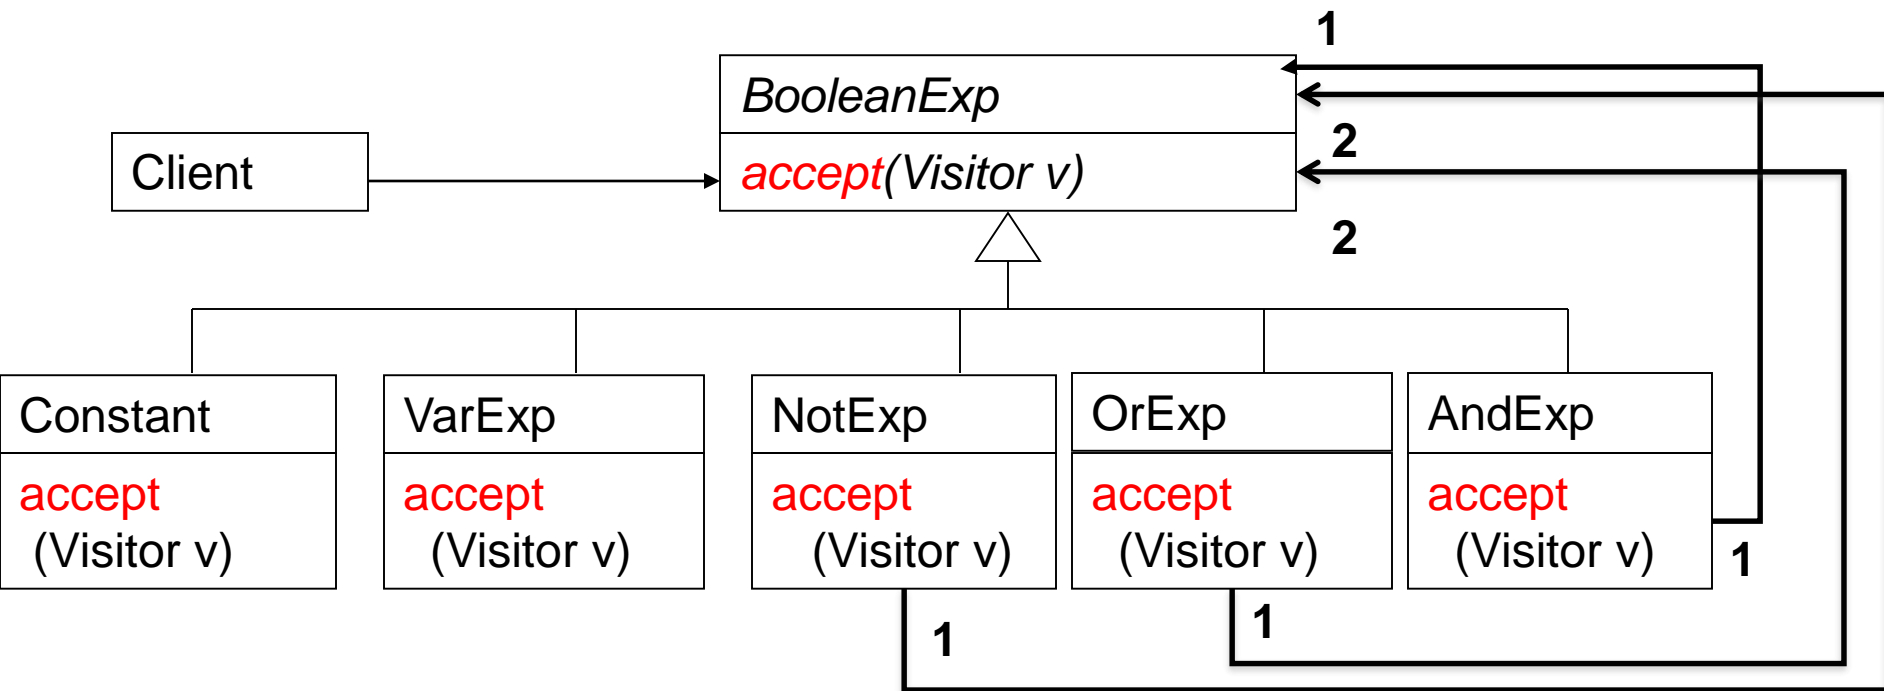 1
BooleanExp
2
Client
accept(Visitor v)
2
Constant
VarExp
NotExp
OrExp
AndExp
accept
(Visitor v)
accept
(Visitor v)
accept
(Visitor v)
accept
(Visitor v)
accept
(Visitor v)
1
1
1